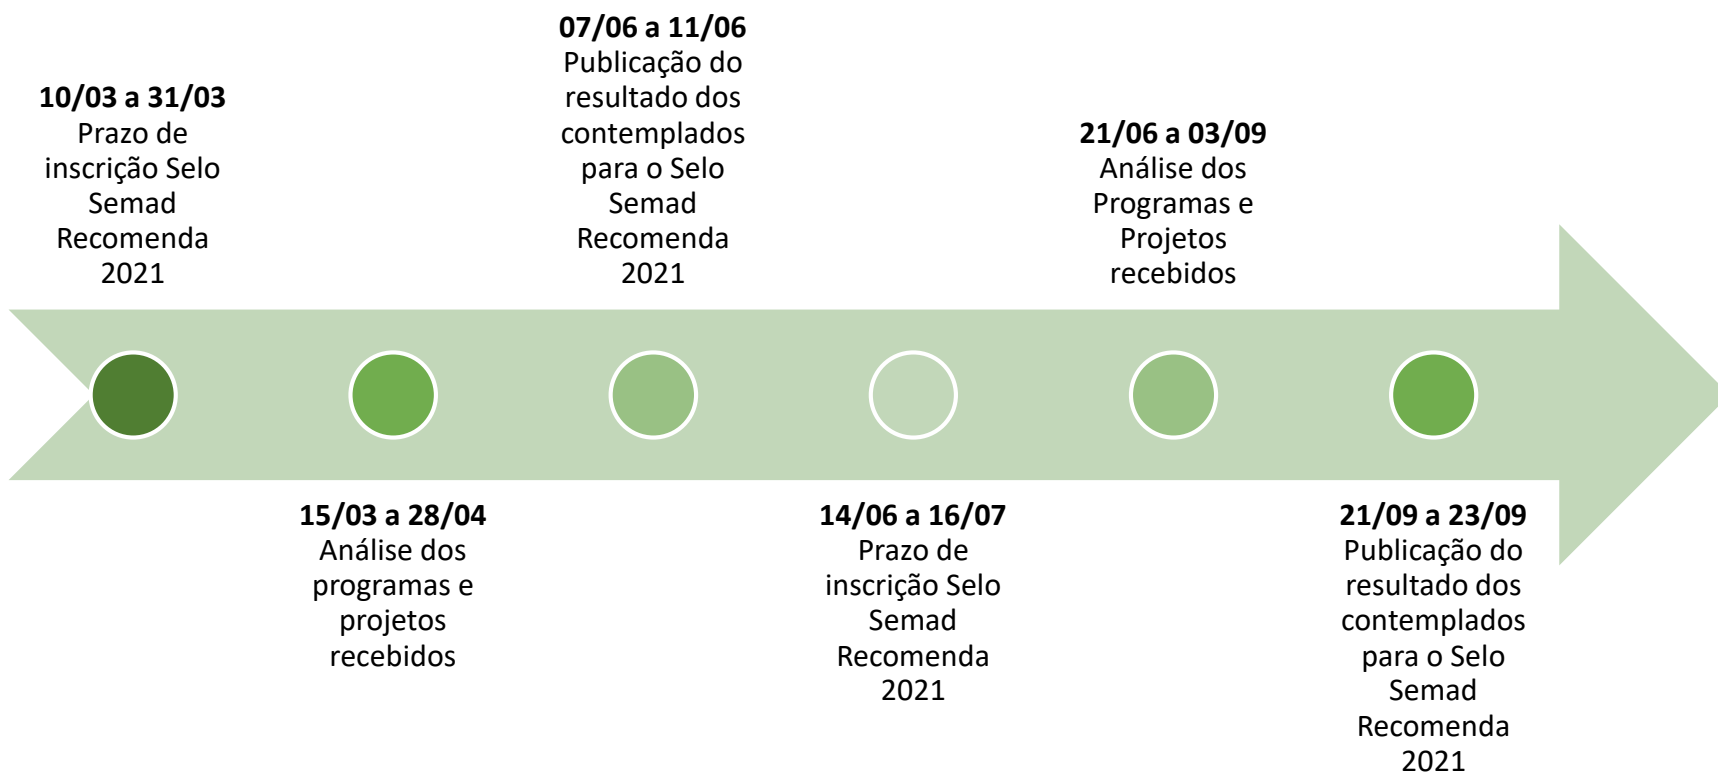 10/03 a 31/03
Prazo de
inscrição Selo
Semad
Recomenda
2021
15/03 a 28/04
Análise dos
programas e
projetos
recebidos
07/06 a 11/06
Publicação do
resultado dos
contemplados
para o Selo
Semad
Recomenda
2021
14/06 a 16/07
Prazo de
inscrição Selo
Semad
Recomenda
2021
21/06 a 03/09
Análise dos
Programas e
Projetos
recebidos
21/09 a 23/09
Publicação do
resultado dos
contemplados
para o Selo
Semad
Recomenda
2021